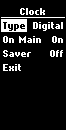 Clock
Type Digital
On Main On
Saver Off
Exit